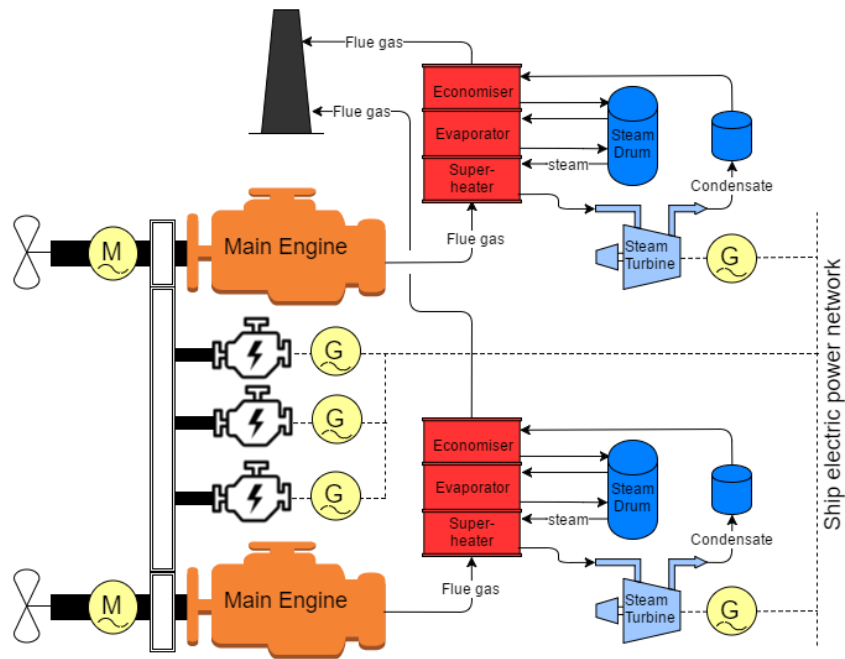 Flue gas
Economiser
Flue gas
Evaporator
Steam
Drum
Super-
heater
steam
Condensate
M
Main Engine
Flue gas
Steam
Turbine
G
G
G
G
Ship electric power network
Economiser
Evaporator
Steam
Drum
Super-
heater
steam
Condensate
M
Main Engine
Flue gas
Steam
Turbine
G